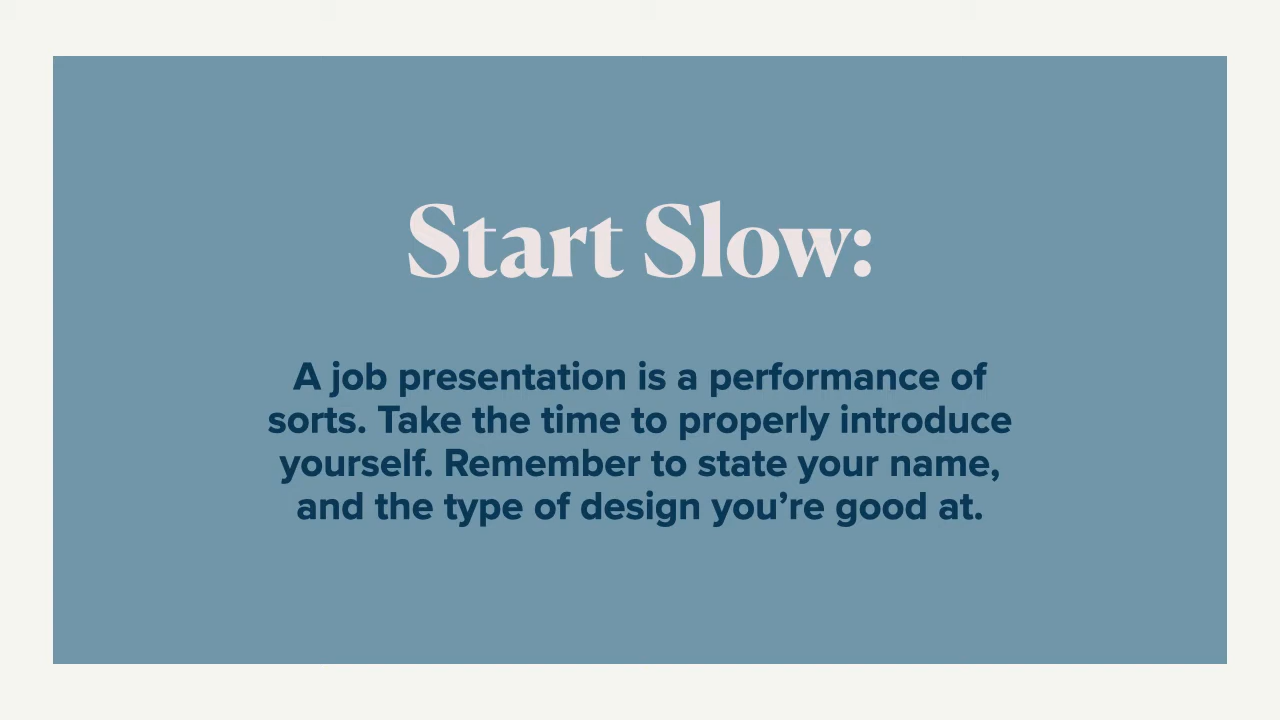 Start Slow:
A job presentation is a performance of
sorts. Take the time to properly introduce
yourself. Remember to state your name,
and the type of design you’re good at.